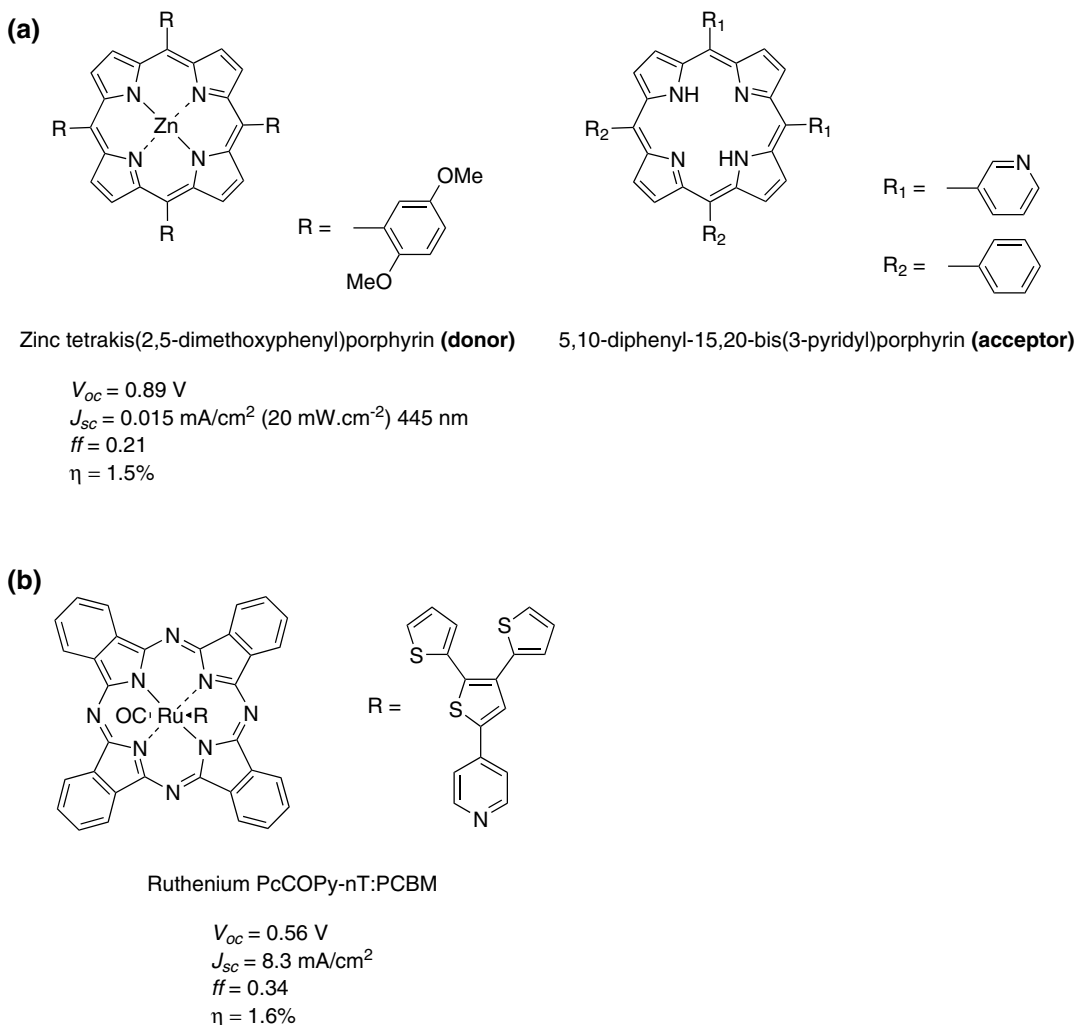 (a)
R
N
N
Zn
R
R
N
N
R
R =
OMe
MeO
R₁
NH
N
R₂
R₁
N
HN
R₂
R₁ =
N
R₂ =
Zinc tetrakis(2,5-dimethoxyphenyl)porphyrin (donor)
5,10-diphenyl-15,20-bis(3-pyridyl)porphyrin (acceptor)
Voc = 0.89 V
Jsc = 0.015 mA/cm² (20 mW.cm⁻²) 445 nm
ff = 0.21
η = 1.5%
(b)
N
N
N
N
OC
Ru
R
N
N
N
N
R =
S
S
S
N
Ruthenium PcCOPy-nT:PCBM
Voc = 0.56 V
Jsc = 8.3 mA/cm²
ff = 0.34
η = 1.6%